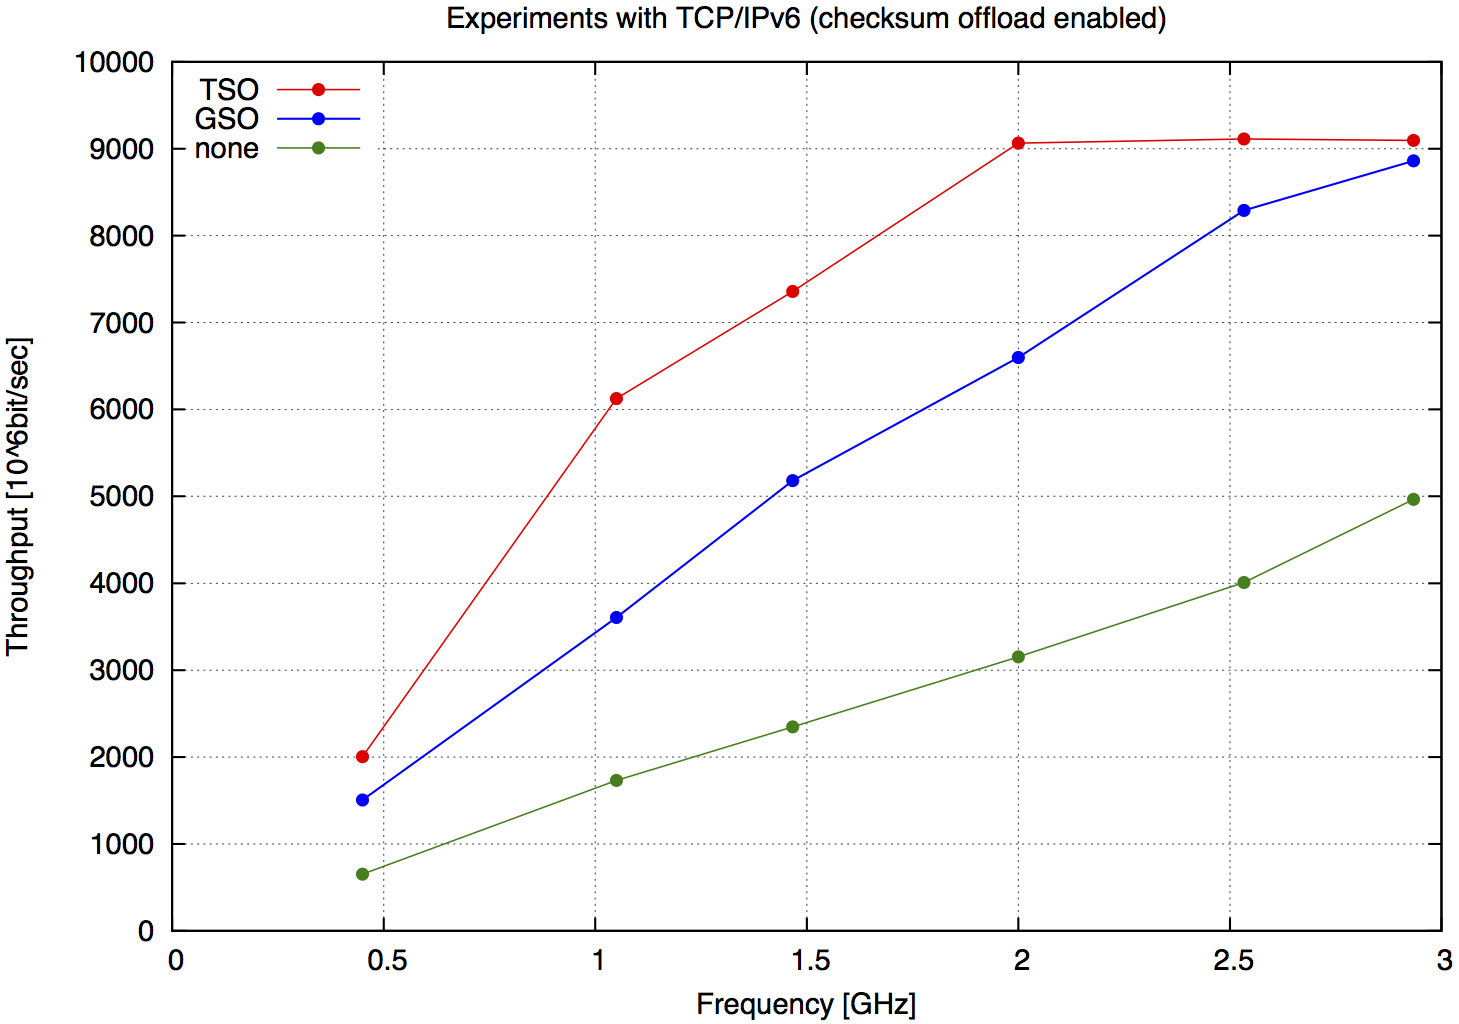 Experiments with TCP/IPv6 (checksum offload enabled)
10000
9000
8000
7000
6000
5000
4000
3000
2000
1000
0
TSO
GSO
none
Throughput [10^6bit/sec]
0 0.5 1 1.5 2 2.5 3
Frequency [GHz]